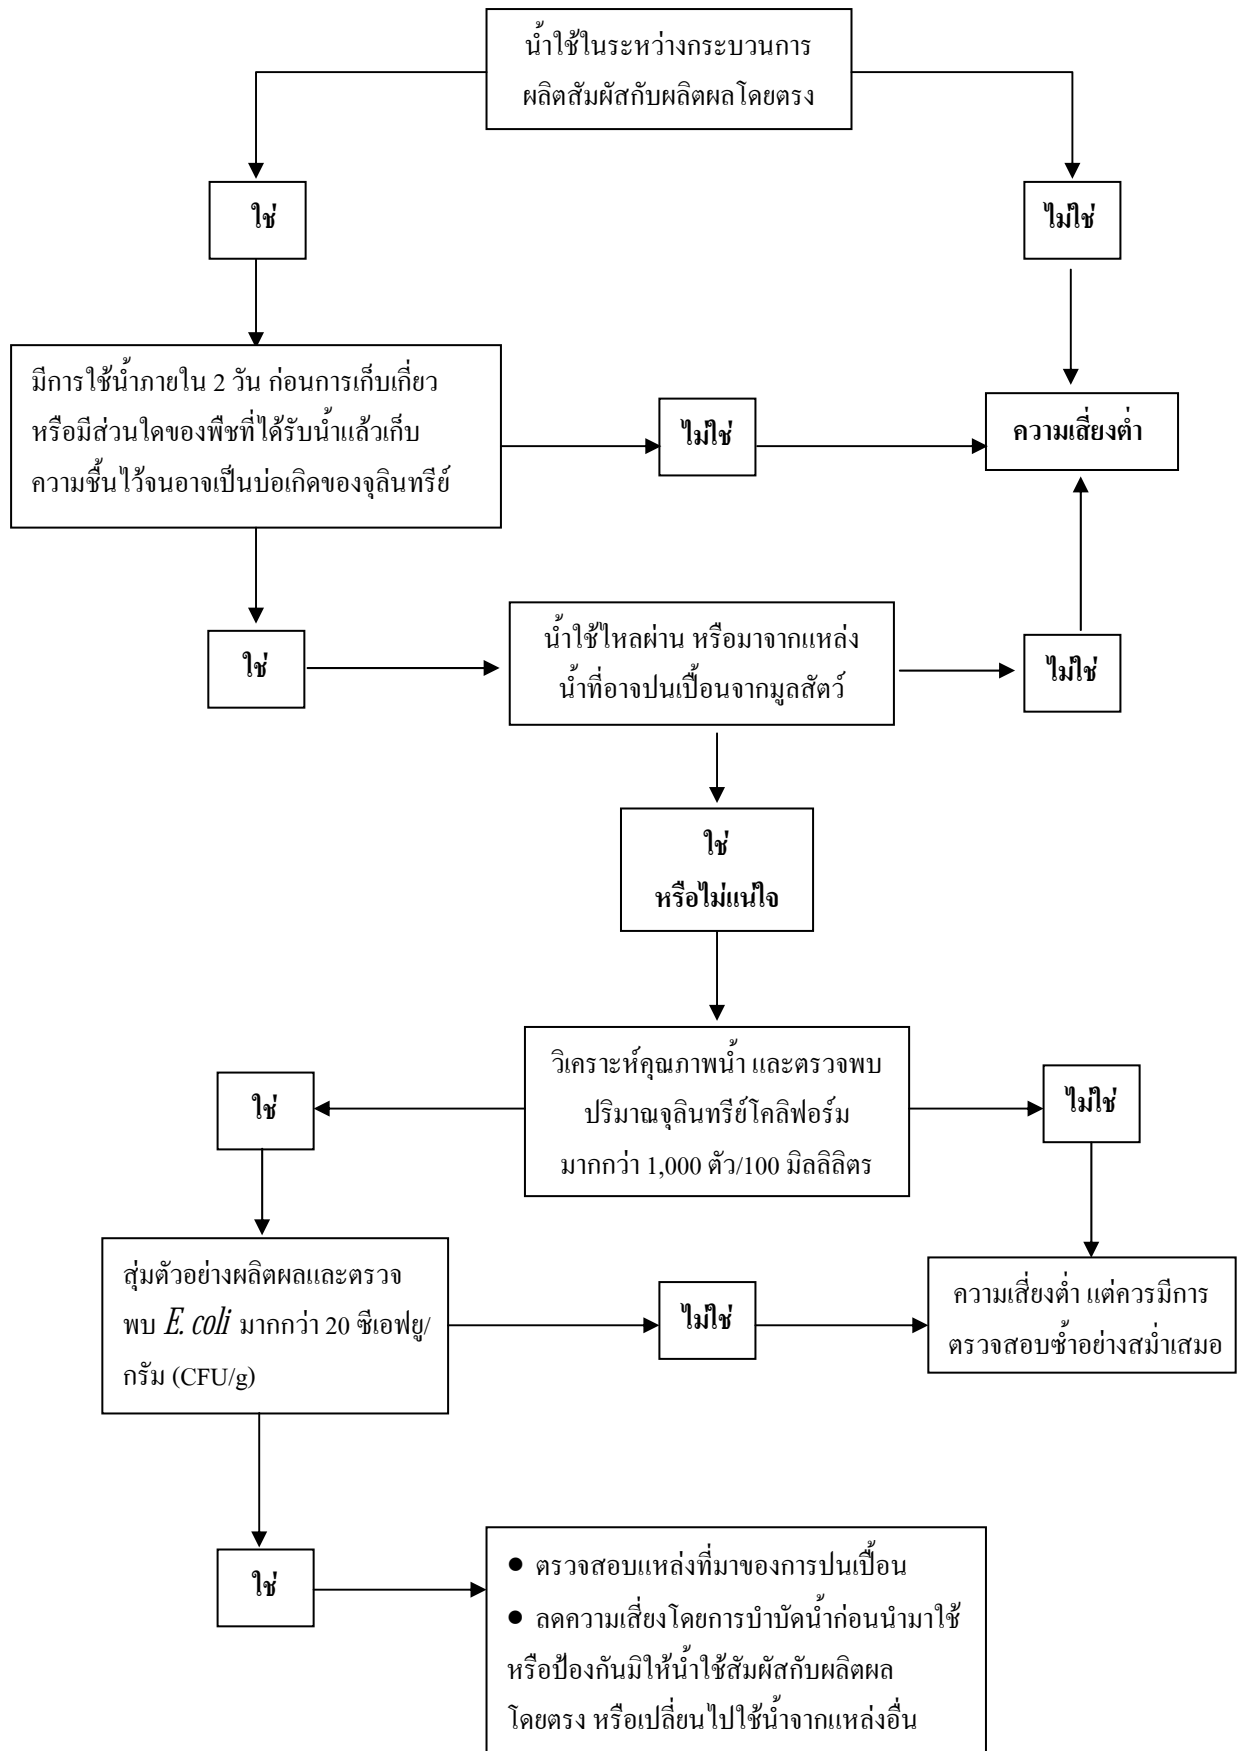 น้ำใช้ในระหว่างกระบวนการ
ผลิตสัมผัสกับผลิตผลโดยตรง
ใช่
ไม่ใช่
มีการใช้น้ำภายใน 2 วัน ก่อนการเก็บเกี่ยว
หรือมีส่วนใดของพืชที่ได้รับน้ำแล้วเก็บ
ความชื้นไว้จนอาจเป็นบ่อเกิดของจุลินทรีย์
ไม่ใช่
ความเสี่ยงต่ำ
ใช่
น้ำใช้ไหลผ่าน หรือมาจากแหล่ง
น้ำที่อาจปนเปื้อนจากมูลสัตว์
ไม่ใช่
ใช่
หรือไม่แน่ใจ
วิเคราะห์คุณภาพน้ำ และตรวจพบ
ปริมาณจุลินทรีย์โคลิฟอร์ม
มากกว่า 1,000 ตัว/100 มิลลิลิตร
ใช่
ไม่ใช่
สุ่มตัวอย่างผลิตผลและตรวจ
พบ E. coli มากกว่า 20 ซีเอฟยู/
กรัม (CFU/g)
ไม่ใช่
ความเสี่ยงต่ำ แต่ควรมีการ
ตรวจสอบซ้ำอย่างสม่ำเสมอ
ใช่
● ตรวจสอบแหล่งที่มาของการปนเปื้อน
● ลดความเสี่ยงโดยการบำบัดน้ำก่อนนำมาใช้
หรือป้องกันมิให้น้ำใช้สัมผัสกับผลิตผล
โดยตรง หรือเปลี่ยนไปใช้น้ำจากแหล่งอื่น